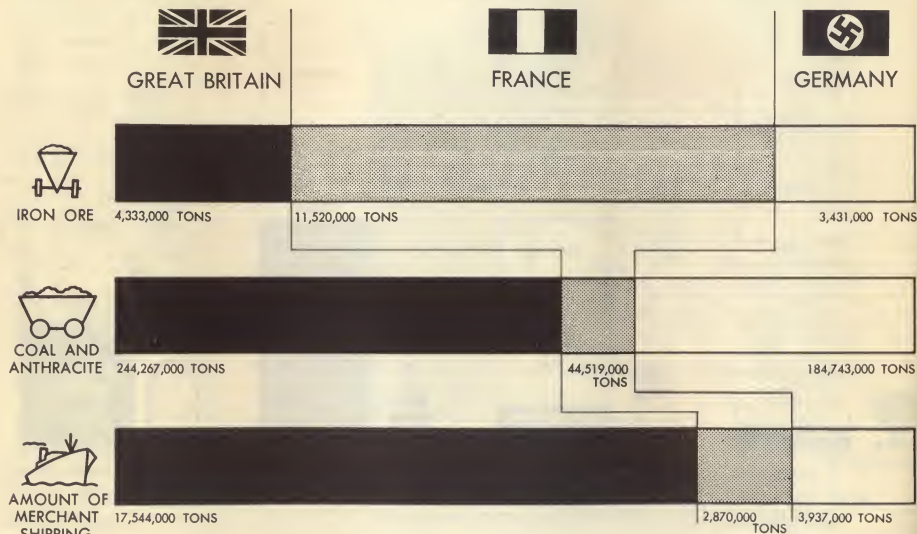 GREAT BRITAIN
FRANCE
GERMANY
IRON ORE
4,333,000 TONS
11,520,000 TONS
3,431,000 TONS
COAL AND
ANTHRACITE
244,267,000 TONS
44,519,000
TONS
184,743,000 TONS
AMOUNT OF
MERCHANT
SHIPPING
17,544,000 TONS
2,870,000
TONS
3,937,000 TONS